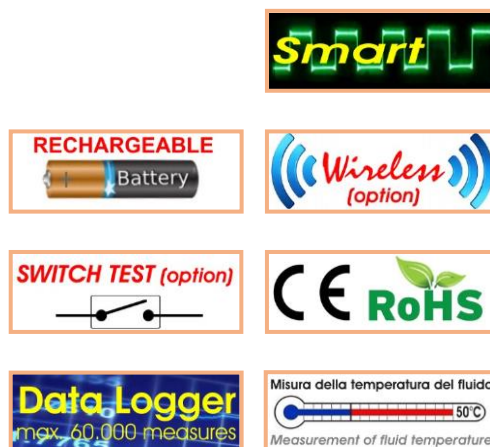 Smart
RECHARGEABLE
Battery
Wireless
(option)
SWITCH TEST (option)
CE RoHS
Data Logger
max. 60.000 measures
Misura della temperatura del fluido
50°C
Measurement of fluid temperature